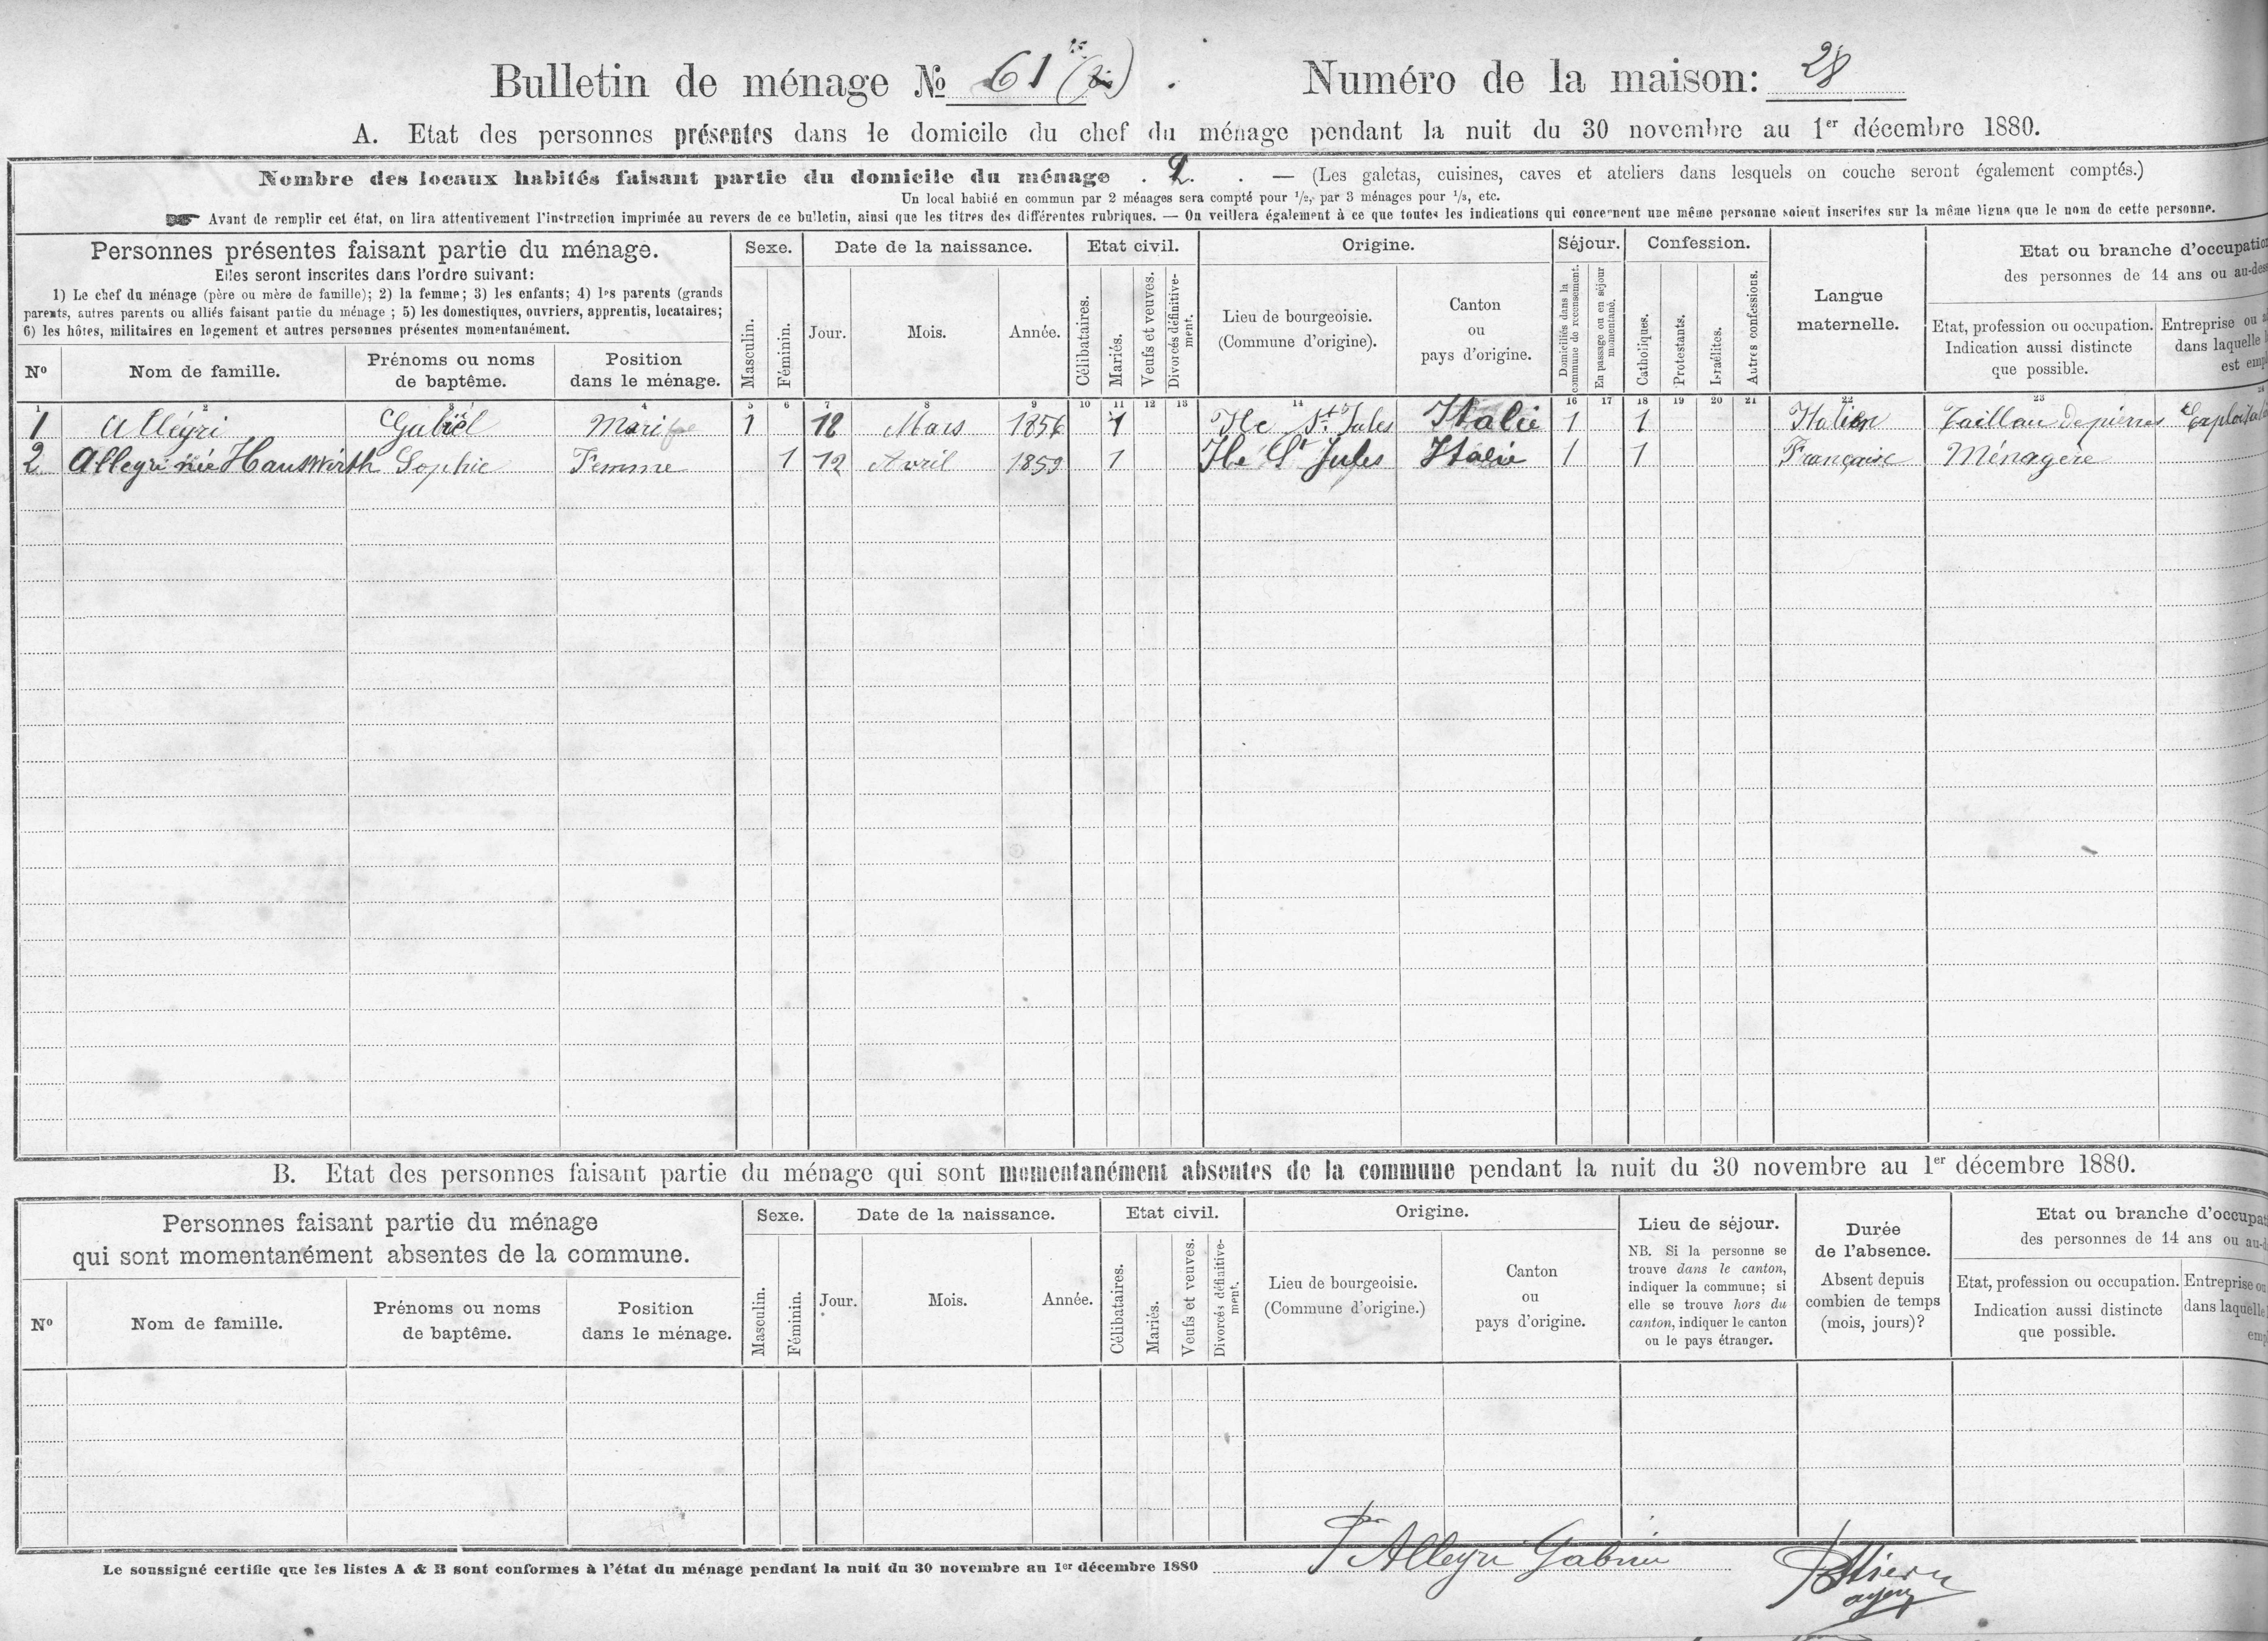 Bulletin de ménage No 61 (bis) . Numéro de la maison: 28
A. Etat des personnes présentes dans le domicile du chef du ménage pendant la nuit du 30 novembre au 1er décembre 1880.
Nombre des locaux habités faisant partie du domicile du ménage . 2 . — (Les galetas, cuisines, caves et ateliers dans lesquels on couche seront également comptés.)
Un local habité en commun par 2 ménages sera compté pour 1/2, par 3 ménages pour 1/3, etc.
☛ Avant de remplir cet état, on lira attentivement l'instruction imprimée au revers de ce bulletin, ainsi que les titres des différentes rubriques. — On veillera également à ce que toutes les indications qui concernent une même personne soient inscrites sur la même ligne que le nom de cette personne.
Personnes présentes faisant partie du ménage.
Elles seront inscrites dans l'ordre suivant:
1) Le chef du ménage (père ou mère de famille); 2) la femme; 3) les enfants; 4) les parents (grands
parents, autres parents ou alliés faisant partie du ménage ; 5) les domestiques, ouvriers, apprentis, locataires;
6) les hôtes, militaires en logement et autres personnes présentes momentanément.
No
Nom de famille.
Prénoms ou noms
de baptême.
Position
dans le ménage.
Sexe.
Masculin.
Féminin.
Date de la naissance.
Jour.
Mois.
Année.
Etat civil.
Célibataires.
Mariés.
Veufs et veuves.
Divorcés définitive-
ment.
Origine.
Lieu de bourgeoisie.
(Commune d'origine).
Canton
ou
pays d'origine.
Séjour.
Domiciliés dans la
commune de recensement.
En passage ou en séjour
momentané.
Confession.
Catholiques.
Protestants.
Israélites.
Autres confessions.
Langue
maternelle.
Etat ou branche d'occupation
des personnes de 14 ans ou au-dess
Etat, profession ou occupation.
Indication aussi distincte
que possible.
Entreprise ou
dans laquelle
est emp
1 2 3 4 5 6 7 8 9 10 11 12 13 14 16 17 18 19 20 21 22 23 24
1 Allégri Gabriel Mari 1 12 Mars 1856 1 Ile St Jules Italie 1 1 Italien Taillau de pierres
2 Allegri née Hauswirth Sophie Femme 1 12 Avril 1859 1 Ile St Jules Italie 1 1 Française Ménagère
B. Etat des personnes faisant partie du ménage qui sont momentanément absentes de la commune pendant la nuit du 30 novembre au 1er décembre 1880.
Personnes faisant partie du ménage
qui sont momentanément absentes de la commune.
No
Nom de famille.
Prénoms ou noms
de baptême.
Position
dans le ménage.
Sexe.
Masculin.
Féminin.
Date de la naissance.
Jour.
Mois.
Année.
Etat civil.
Célibataires.
Mariés.
Veufs et veuves.
Divorcés définitive-
ment.
Origine.
Lieu de bourgeoisie.
(Commune d'origine.)
Canton
ou
pays d'origine.
Lieu de séjour.
NB. Si la personne se
trouve dans le canton,
indiquer la commune; si
elle se trouve hors du
canton, indiquer le canton
ou le pays étranger.
Durée
de l'absence.
Absent depuis
combien de temps
(mois, jours)?
Etat ou branche d'occupat
des personnes de 14 ans ou au-d
Etat, profession ou occupation.
Indication aussi distincte
que possible.
Entreprise ou
dans laquelle
emp
Le soussigné certifie que les listes A & B sont conformes à l'état du ménage pendant la nuit du 30 novembre au 1er décembre 1880 Allegri Gabriel